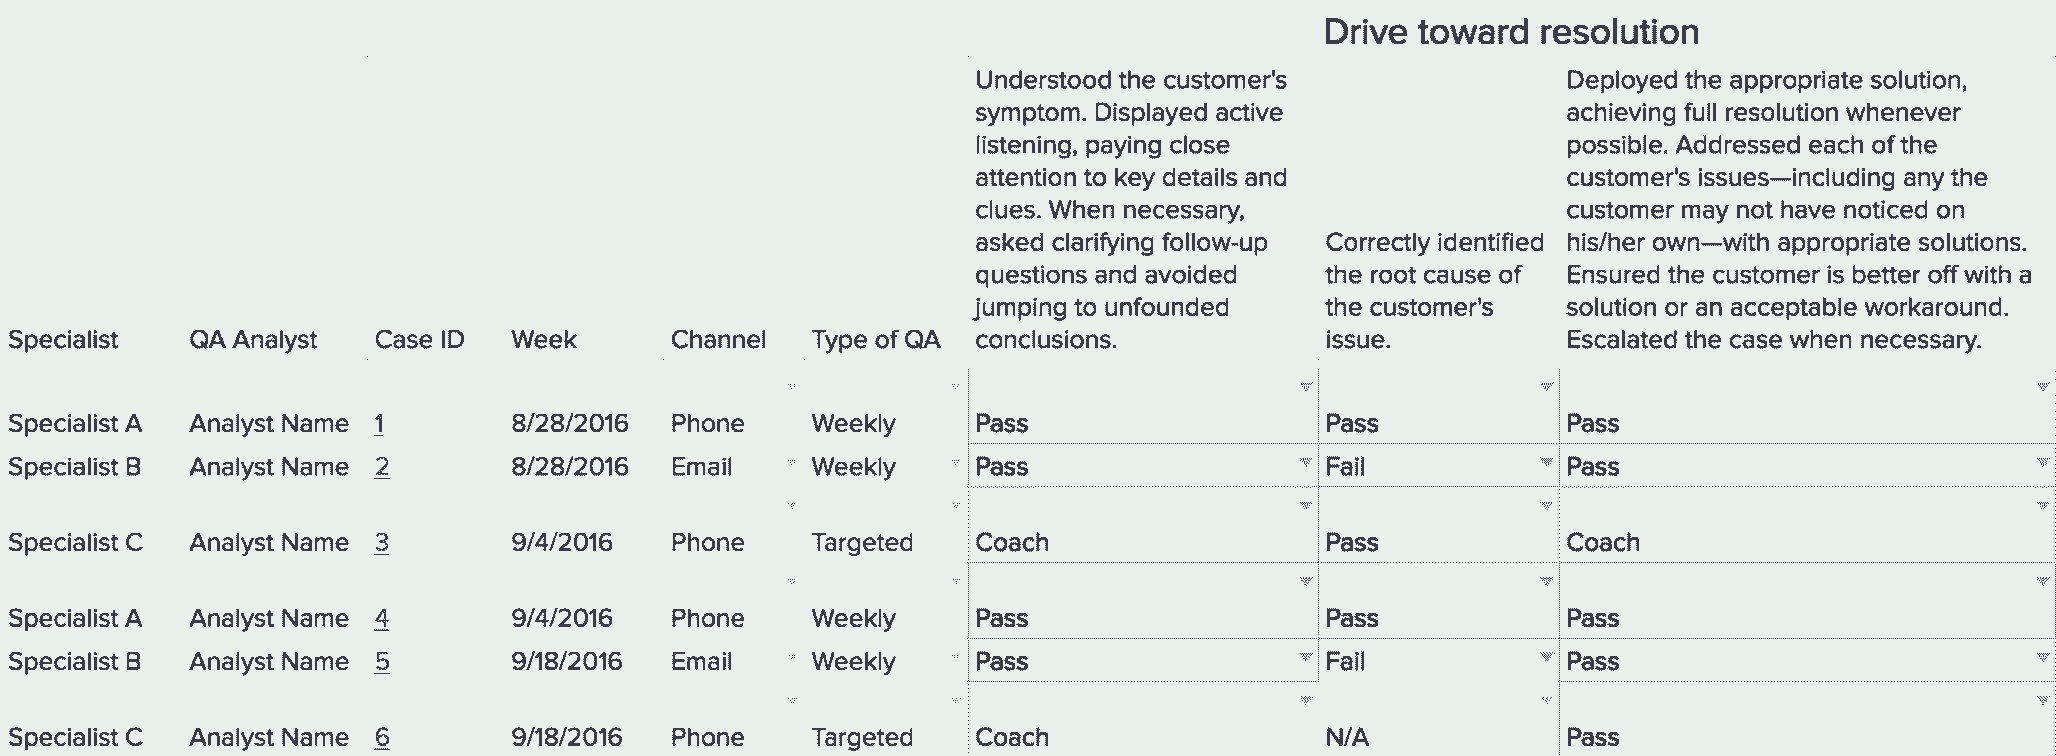 Drive toward resolution
Understood the customer's
symptom. Displayed active
listening, paying close
attention to key details and
clues. When necessary,
asked clarifying follow-up
questions and avoided
jumping to unfounded
conclusions.
Correctly identified
the root cause of
the customer's
issue.
Deployed the appropriate solution,
achieving full resolution whenever
possible. Addressed each of the
customer's issues—including any the
customer may not have noticed on
his/her own—with appropriate solutions.
Ensured the customer is better off with a
solution or an acceptable workaround.
Escalated the case when necessary.
Specialist QA Analyst Case ID Week Channel Type of QA
Specialist A Analyst Name 1 8/28/2016 Phone Weekly Pass Pass Pass
Specialist B Analyst Name 2 8/28/2016 Email Weekly Pass Fail Pass
Specialist C Analyst Name 3 9/4/2016 Phone Targeted Coach Pass Coach
Specialist A Analyst Name 4 9/4/2016 Phone Weekly Pass Pass Pass
Specialist B Analyst Name 5 9/18/2016 Email Weekly Pass Fail Pass
Specialist C Analyst Name 6 9/18/2016 Phone Targeted Coach N/A Pass